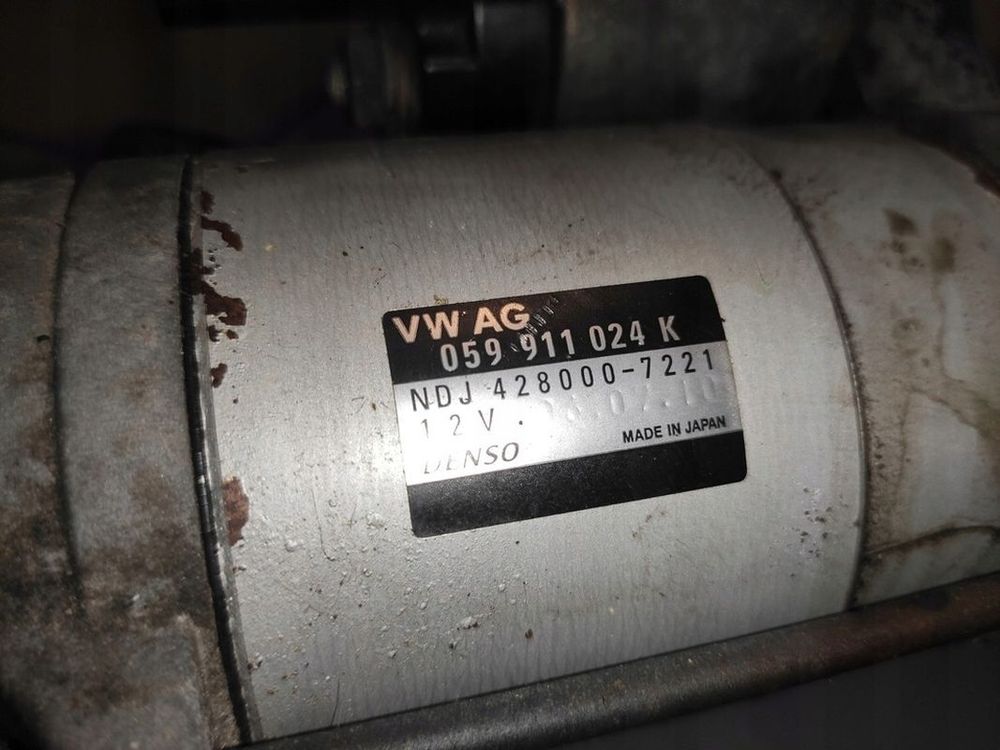 VW AG
059 911 024 K
NDJ 428000-7221
12V.
MADE IN JAPAN
DENSO